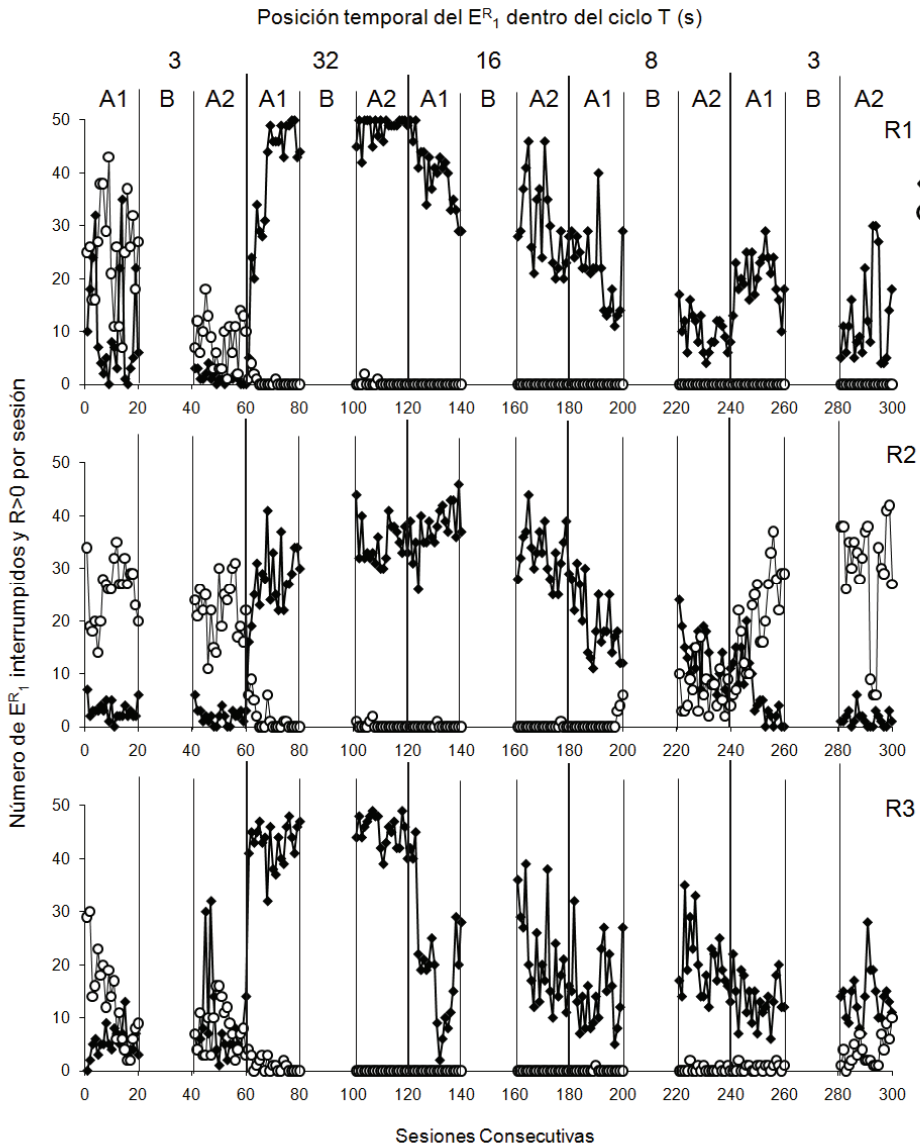 Posición temporal del Eᴿ₁ dentro del ciclo T (s)
3 32 16 8 3
A1 B A2 A1 B A2 A1 B A2 A1 B A2 A1 B A2
Número de Eᴿ₁ interrumpidos y R>0 por sesión
50
40
30
20
10
0
R1
0 20 40 60 80 100 120 140 160 180 200 220 240 260 280 300
50
40
30
20
10
0
R2
0 20 40 60 80 100 120 140 160 180 200 220 240 260 280 300
50
40
30
20
10
0
R3
0 20 40 60 80 100 120 140 160 180 200 220 240 260 280 300
Sesiones Consecutivas